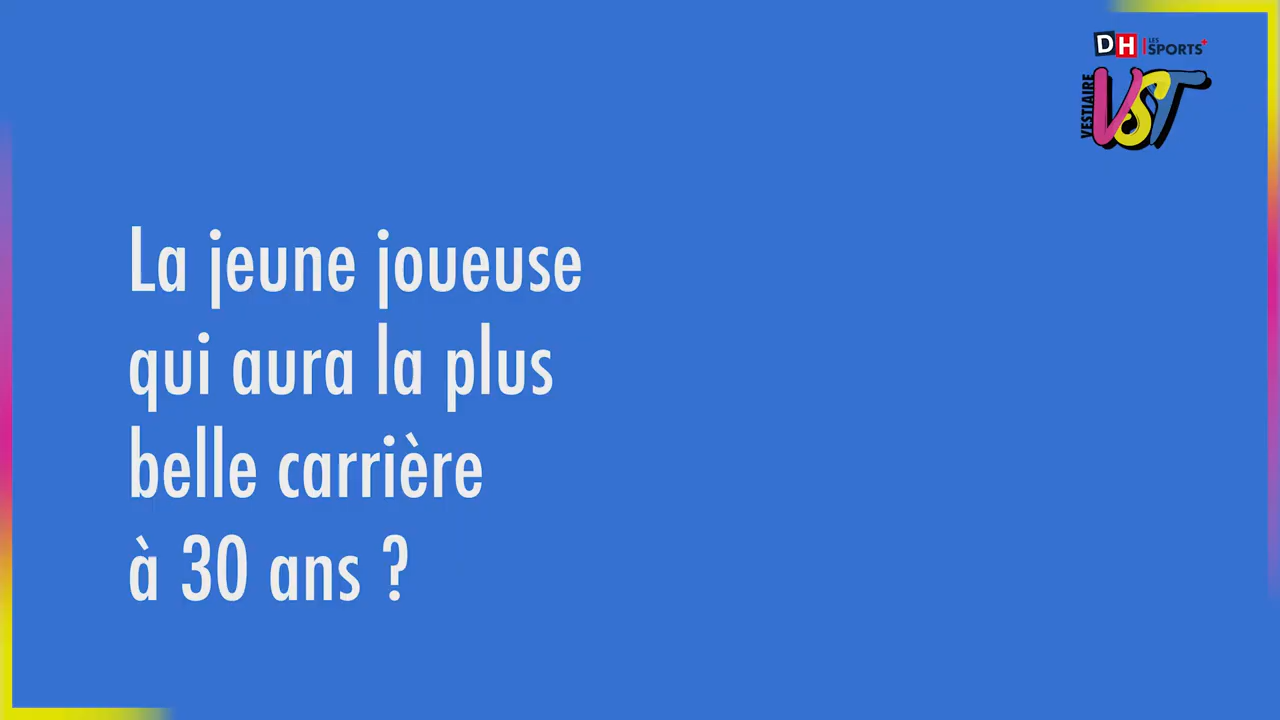 DH LES SPORTS+
VESTIAIRE VST
La jeune joueuse
qui aura la plus
belle carrière
à 30 ans ?